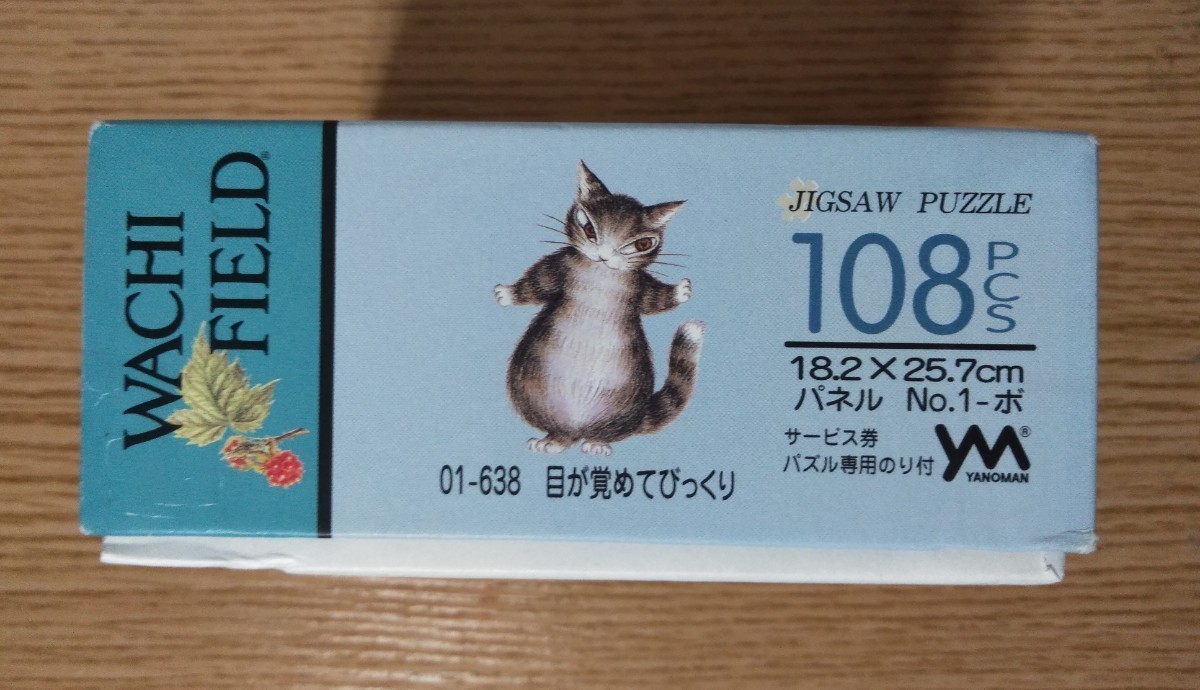 WACHI
FIELD®
JIGSAW PUZZLE
108PCS
18.2×25.7cm
パネル No.1-ボ
サービス券
パズル専用のり付
YM®
YANOMAN
01-638 目が覚めてびっくり